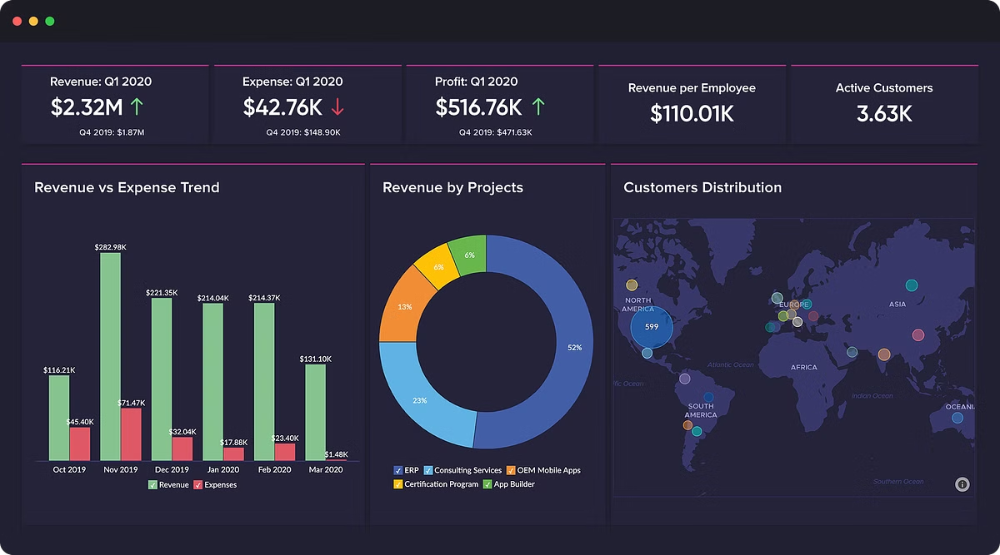 Revenue: Q1 2020
$2.32M
Q4 2019: $1.87M
Expense: Q1 2020
$42.76K
Q4 2019: $148.90K
Profit: Q1 2020
$516.76K
Q4 2019: $471.63K
Revenue per Employee
$110.01K
Active Customers
3.63K
Revenue vs Expense Trend
$116.21K
$45.40K
$282.98K
$71.47K
$221.35K
$32.04K
$214.04K
$17.88K
$214.37K
$23.40K
$131.10K
$1.48K
Oct 2019
Nov 2019
Dec 2019
Jan 2020
Feb 2020
Mar 2020
Revenue
Expenses
Revenue by Projects
6%
6%
13%
52%
23%
ERP
Consulting Services
OEM Mobile Apps
Certification Program
App Builder
Customers Distribution
NORTH
AMERICA
599
EUROPE
ASIA
Atlantic Ocean
AFRICA
fic Ocean
Indian Ocean
SOUTH
AMERICA
OCEANI
Southern Ocean